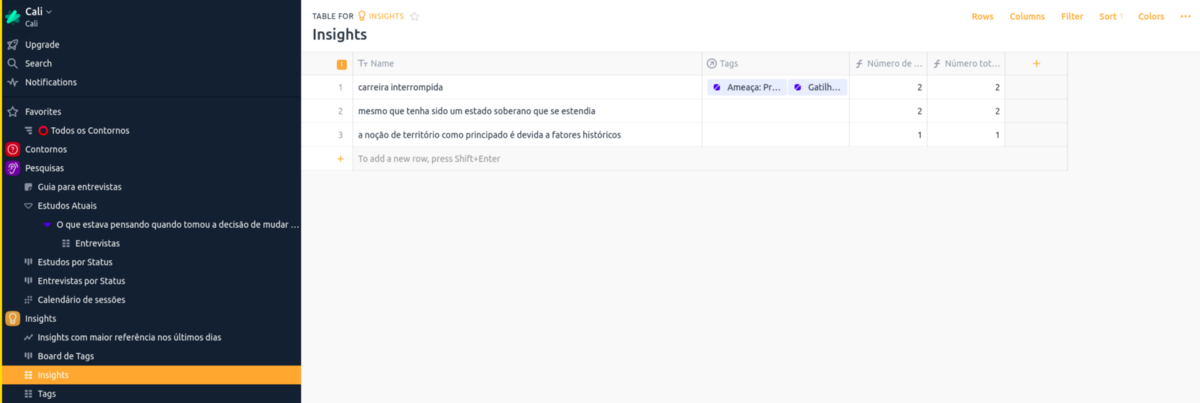 Cali
Cali
Upgrade
Search
Notifications
Favorites
Todos os Contornos
Contornos
Pesquisas
Guia para entrevistas
Estudos Atuais
O que estava pensando quando tomou a decisão de mudar ...
Entrevistas
Estudos por Status
Entrevistas por Status
Calendário de sessões
Insights
Insights com maior referência nos últimos dias
Board de Tags
Insights
Tags
TABLE FOR INSIGHTS
Insights
Rows Columns Filter Sort 1 Colors
Name Tags Número de ... Número tot...
1 carreira interrompida Ameaça: Pr... Gatilh... 2 2
2 mesmo que tenha sido um estado soberano que se estendia 2 2
3 a noção de território como principado é devida a fatores históricos 1 1
+ To add a new row, press Shift+Enter